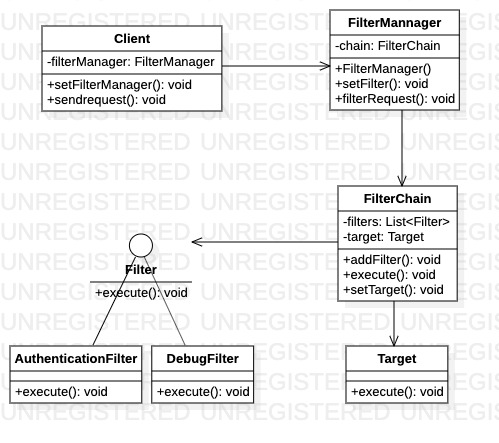 FilterMannager
-chain: FilterChain
+FilterManager()
+setFilter(): void
+filterRequest(): void
Client
-filterManager: FilterManager
+setFilterManager(): void
+sendrequest(): void
FilterChain
-filters: List<Filter>
-target: Target
+addFilter(): void
+execute(): void
+setTarget(): void
Filter
+execute(): void
AuthenticationFilter
+execute(): void
DebugFilter
+execute(): void
Target
+execute(): void
UNREGISTERED